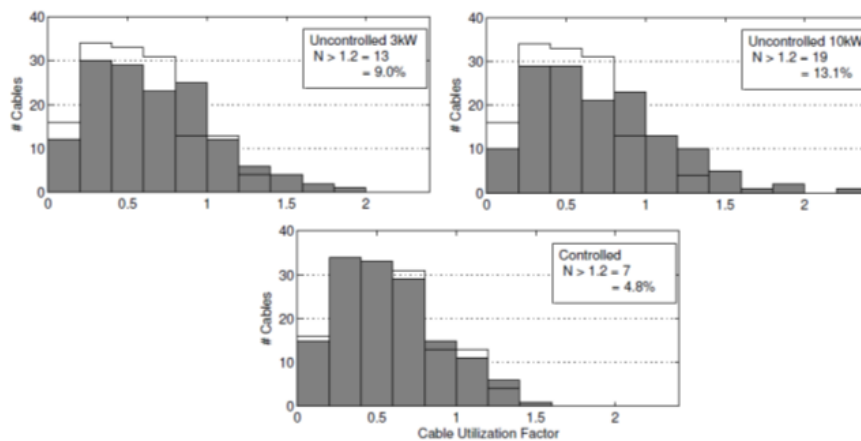 40
30
20
10
0
# Cables
Uncontrolled 3kW
N > 1.2 = 13
= 9.0%
0 0.5 1 1.5 2
40
30
20
10
0
# Cables
Uncontrolled 10kW
N > 1.2 = 19
= 13.1%
0 0.5 1 1.5 2
40
30
20
10
0
# Cables
Controlled
N > 1.2 = 7
= 4.8%
0 0.5 1 1.5 2
Cable Utilization Factor